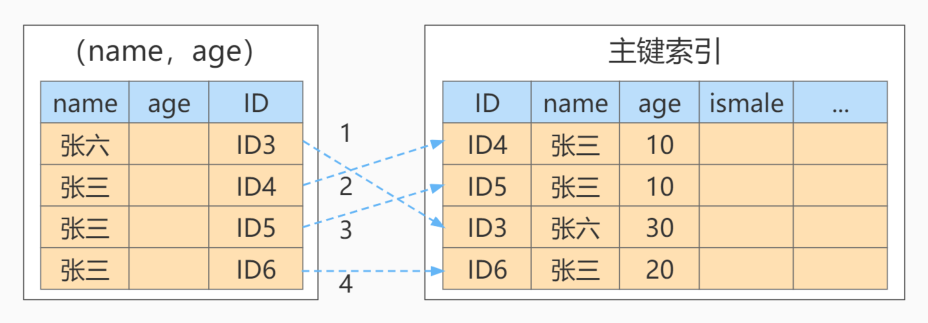 （name，age）
name age ID
张六 ID3
张三 ID4
张三 ID5
张三 ID6
1
2
3
4
主键索引
ID name age ismale ...
ID4 张三 10
ID5 张三 10
ID3 张六 30
ID6 张三 20